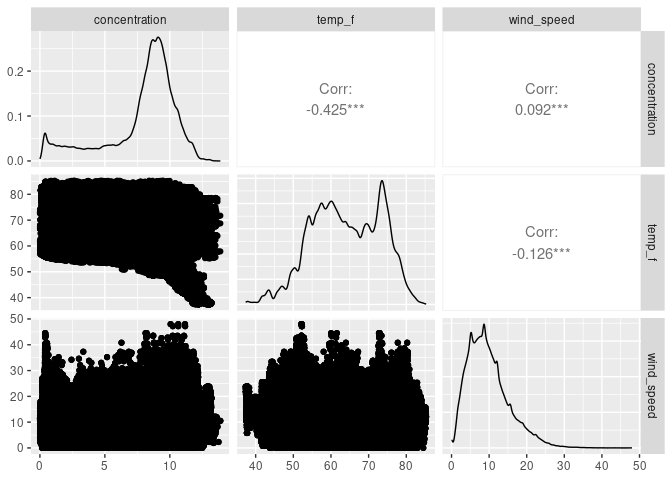 concentration
temp_f
wind_speed
0.2
0.1
0.0
Corr:
-0.425***
Corr:
0.092***
concentration
80
70
60
50
40
Corr:
-0.126***
temp_f
50
40
30
20
10
0
wind_speed
0 5 10
40 50 60 70 80
0 10 20 30 40 50